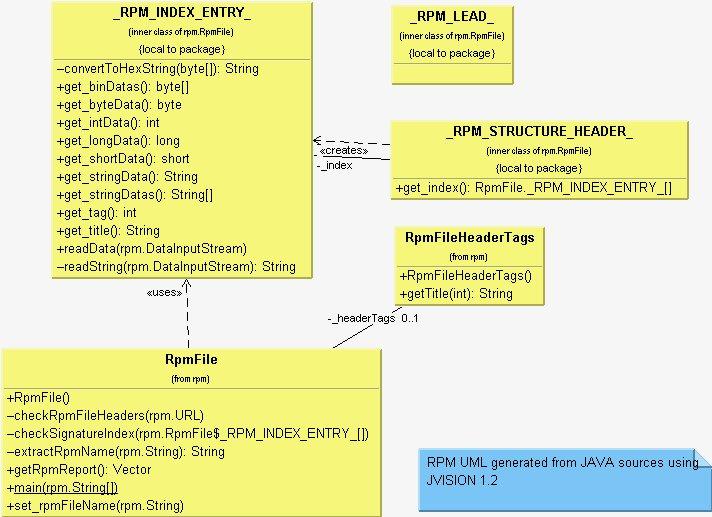 _RPM_INDEX_ENTRY_
(inner class of rpm.RpmFile)
{local to package}
−convertToHexString(byte[]): String
+get_binDatas(): byte[]
+get_byteData(): byte
+get_intData(): int
+get_longData(): long
+get_shortData(): short
+get_stringData(): String
+get_stringDatas(): String[]
+get_tag(): int
+get_title(): String
+readData(rpm.DataInputStream)
−readString(rpm.DataInputStream): String
_RPM_LEAD_
(inner class of rpm.RpmFile)
{local to package}
«creates»
-_index
_RPM_STRUCTURE_HEADER_
(inner class of rpm.RpmFile)
{local to package}
+get_index(): RpmFile._RPM_INDEX_ENTRY_[]
RpmFileHeaderTags
(from rpm)
+RpmFileHeaderTags()
+getTitle(int): String
«uses»
-_headerTags 0..1
RpmFile
(from rpm)
+RpmFile()
−checkRpmFileHeaders(rpm.URL)
−checkSignatureIndex(rpm.RpmFile$_RPM_INDEX_ENTRY_[])
−extractRpmName(rpm.String): String
+getRpmReport(): Vector
+main(rpm.String[])
+set_rpmFileName(rpm.String)
RPM UML generated from JAVA sources using
JVISION 1.2